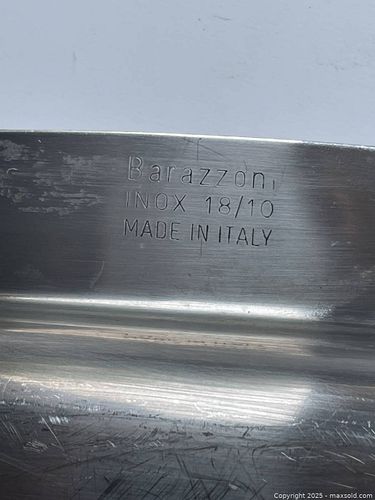 Barazzoni
INOX 18/10
MADE IN ITALY
Copyright 2025 - maxsold.com